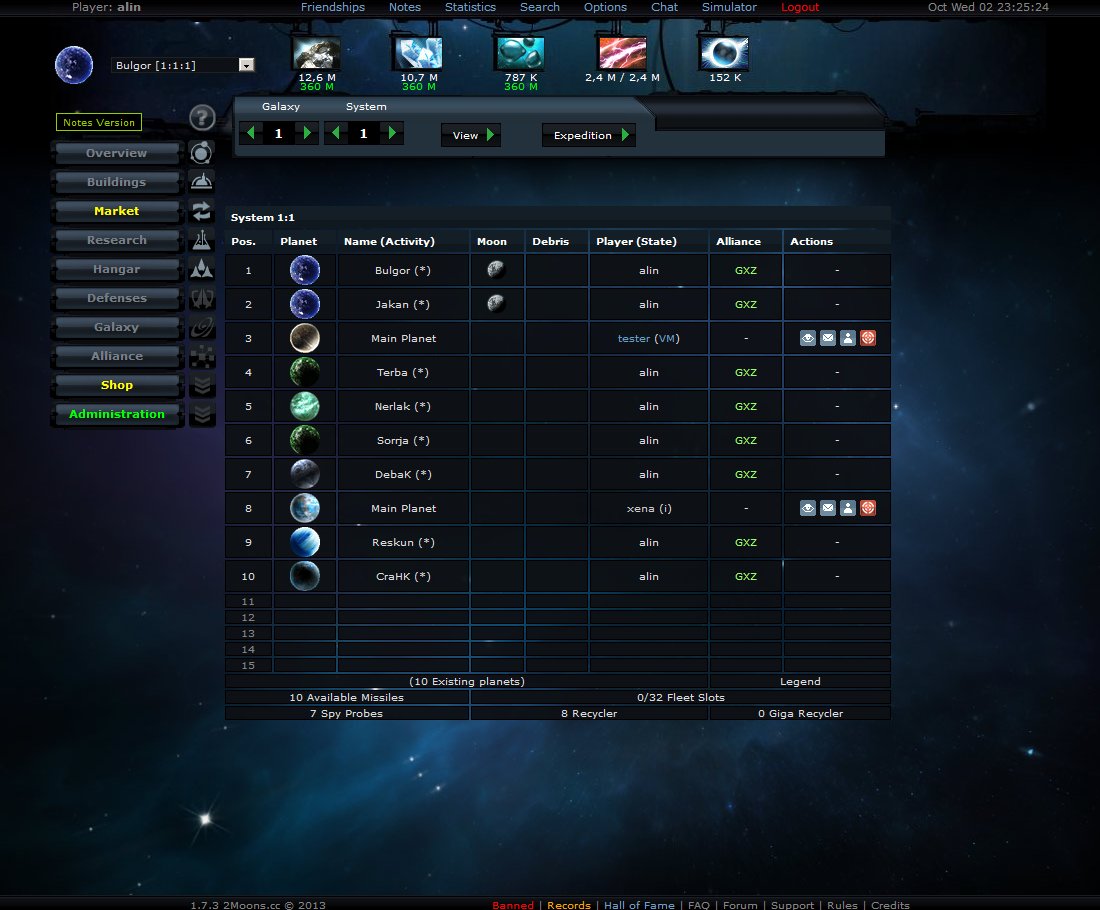 Player: alin Friendships Notes Statistics Search Options Chat Simulator Logout Oct Wed 02 23:25:24
Bulgor [1:1:1]
12,6 M 10,7 M 787 K 2,4 M / 2,4 M 152 K
360 M 360 M 360 M
Galaxy System
Notes Version ?
1 1 View Expedition
Overview
Buildings
Market
Research
Hangar
Defenses
Galaxy
Alliance
Shop
Administration
System 1:1
Pos. Planet Name (Activity) Moon Debris Player (State) Alliance Actions
1 Bulgor (*) alin GXZ -
2 Jakan (*) alin GXZ -
3 Main Planet tester (VM) -
4 Terba (*) alin GXZ -
5 Nerlak (*) alin GXZ -
6 Sorrja (*) alin GXZ -
7 DebaK (*) alin GXZ -
8 Main Planet xena (i) -
9 Reskun (*) alin GXZ -
10 CraHK (*) alin GXZ -
11
12
13
14
15
(10 Existing planets) Legend
10 Available Missiles 0/32 Fleet Slots
7 Spy Probes 8 Recycler 0 Giga Recycler
1.7.3 2Moons.cc © 2013 Banned | Records | Hall of Fame | FAQ | Forum | Support | Rules | Credits